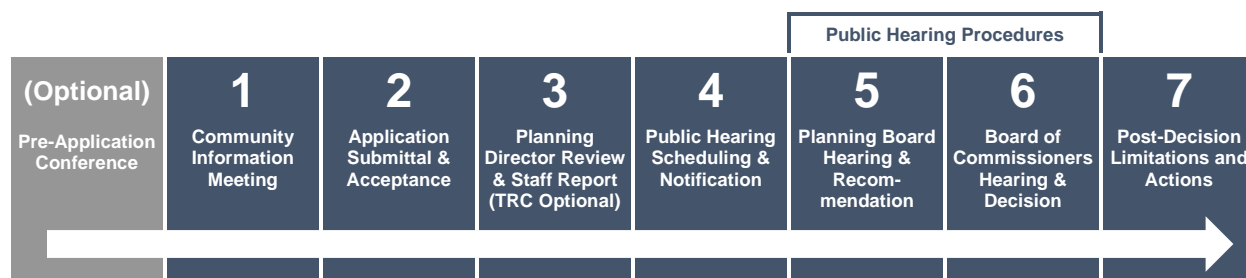 Public Hearing Procedures
(Optional)
Pre-Application
Conference
1
Community
Information
Meeting
2
Application
Submittal &
Acceptance
3
Planning
Director Review
& Staff Report
(TRC Optional)
4
Public Hearing
Scheduling &
Notification
5
Planning Board
Hearing &
Recom-
mendation
6
Board of
Commissioners
Hearing &
Decision
7
Post-Decision
Limitations and
Actions